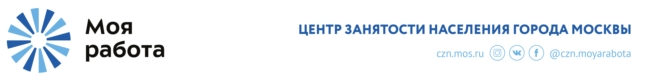 Моя
работа
ЦЕНТР ЗАНЯТОСТИ НАСЕЛЕНИЯ ГОРОДА МОСКВЫ
czn.mos.ru @czn.moyarabota